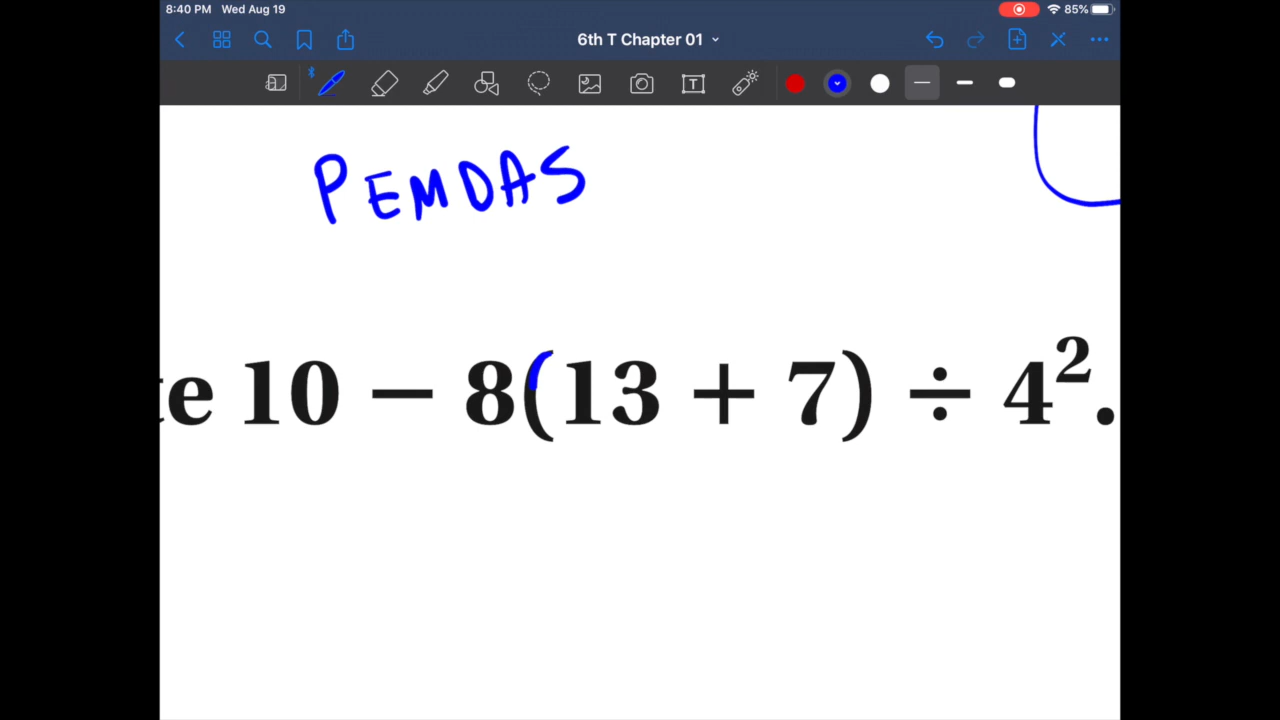 8:40 PM Wed Aug 19 85%
6th T Chapter 01
T
PEMDAS
te 10 − 8(13 + 7) ÷ 4².